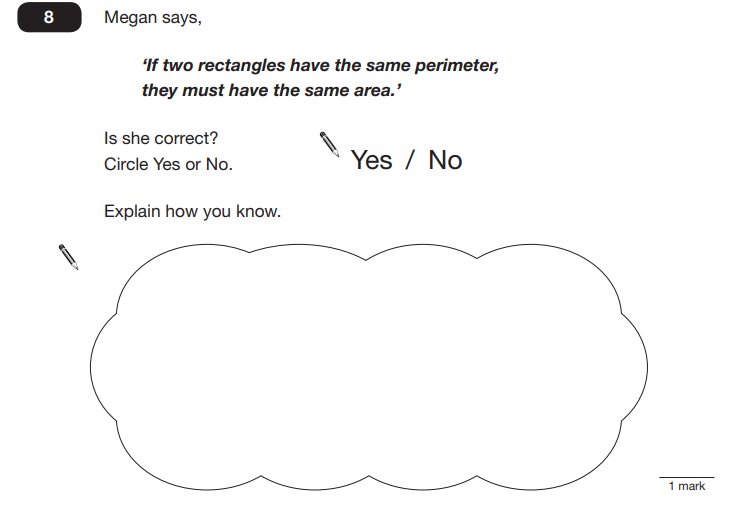 8 Megan says,
‘If two rectangles have the same perimeter,
they must have the same area.’
Is she correct?
Circle Yes or No.
Yes / No
Explain how you know.
1 mark